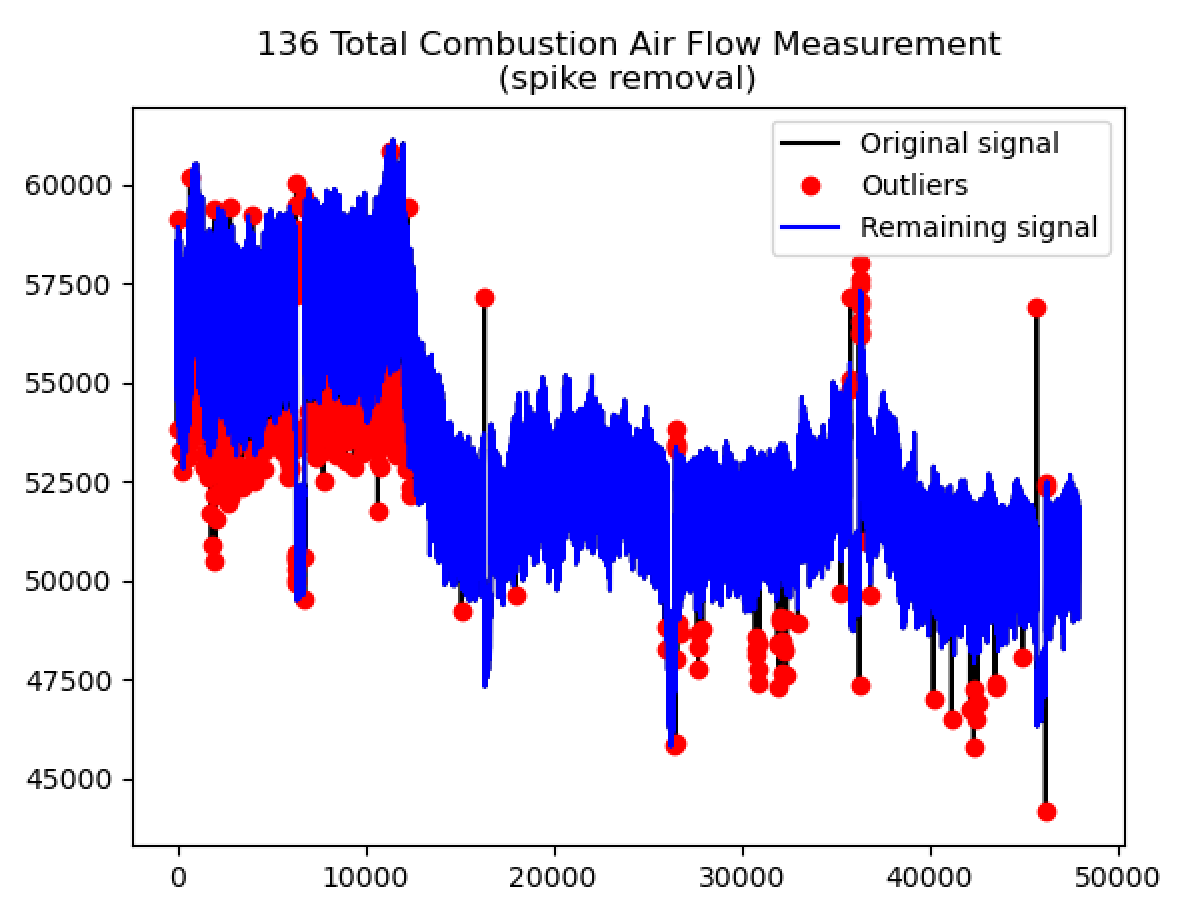 136 Total Combustion Air Flow Measurement
(spike removal)
Original signal
Outliers
Remaining signal
60000
57500
55000
52500
50000
47500
45000
0 10000 20000 30000 40000 50000